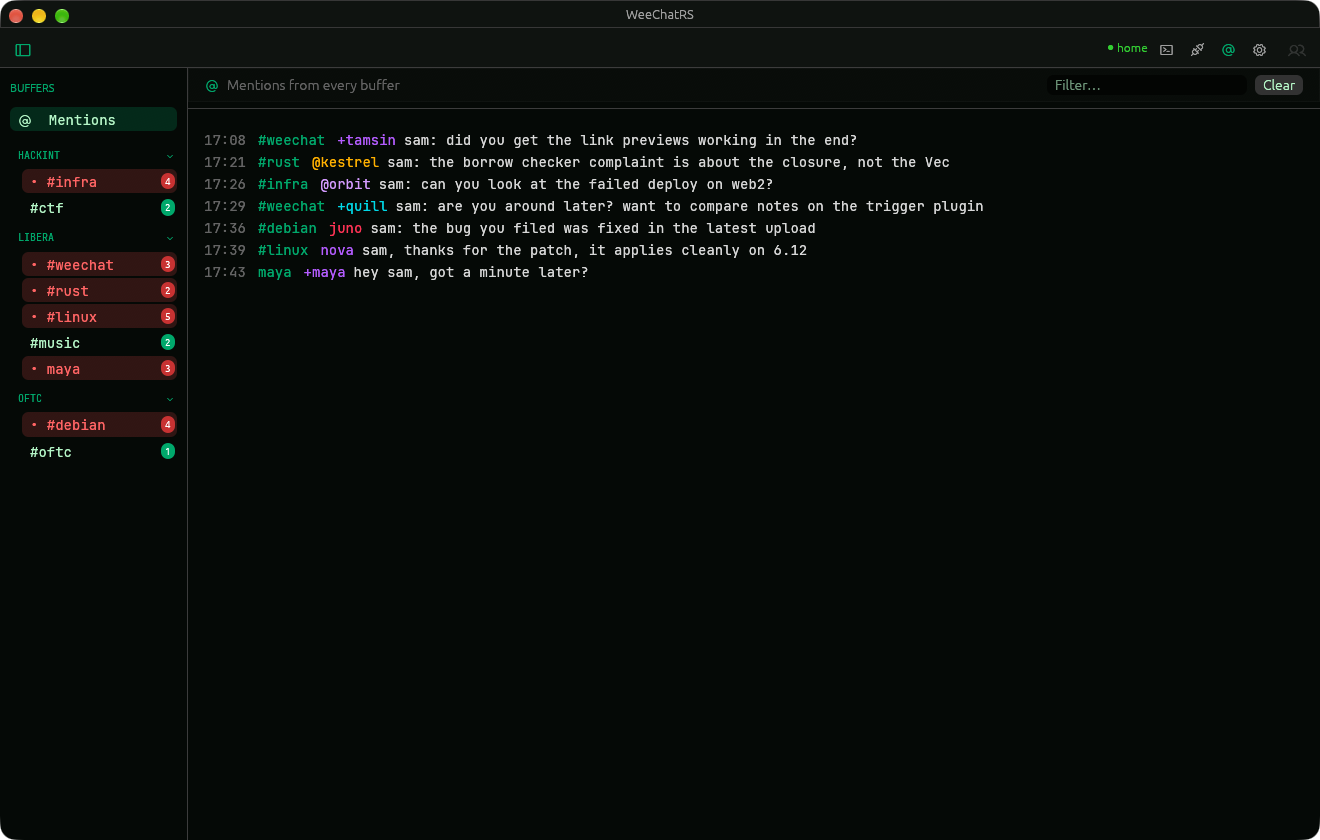 WeeChatRS
home
BUFFERS
@ Mentions
HACKINT
• #infra 4
#ctf 2
LIBERA
• #weechat 3
• #rust 2
• #linux 5
#music 2
• maya 3
OFTC
• #debian 4
#oftc 1
@ Mentions from every buffer
Filter...
Clear
17:08 #weechat +tamsin sam: did you get the link previews working in the end?
17:21 #rust @kestrel sam: the borrow checker complaint is about the closure, not the Vec
17:26 #infra @orbit sam: can you look at the failed deploy on web2?
17:29 #weechat +quill sam: are you around later? want to compare notes on the trigger plugin
17:36 #debian juno sam: the bug you filed was fixed in the latest upload
17:39 #linux nova sam, thanks for the patch, it applies cleanly on 6.12
17:43 maya +maya hey sam, got a minute later?